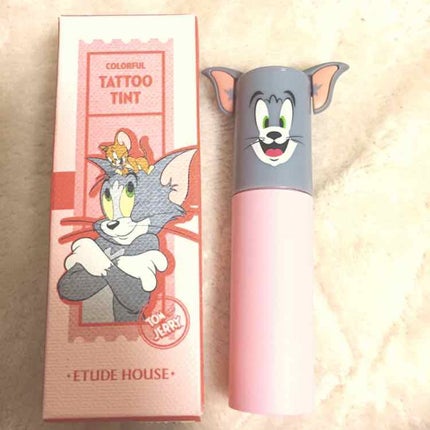 COLORFUL
TATTOO
TINT
TOM
AND
JERRY
·ETUDE HOUSE·